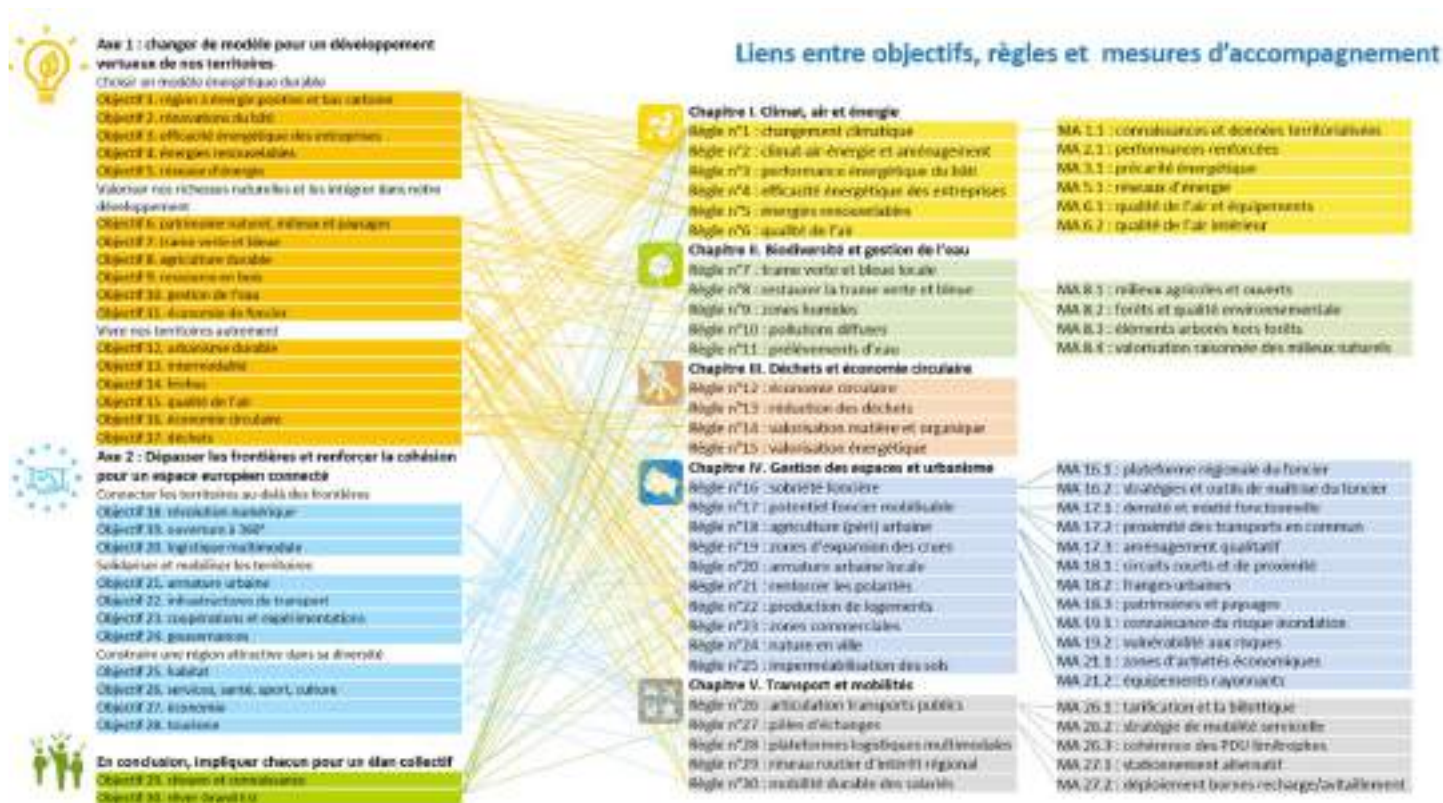 Liens entre objectifs, règles et mesures d'accompagnement
Axe 1 : changer de modèle pour un développement
vertueux de nos territoires
Choisir un modèle énergétique durable
Objectif 1. région à énergie positive et bas carbone
Objectif 2. rénovations du bâti
Objectif 3. efficacité énergétique des entreprises
Objectif 4. énergies renouvelables
Objectif 5. réseaux d'énergie
Valoriser nos richesses naturelles et les intégrer dans notre
développement
Objectif 6. patrimoine naturel, milieux et paysages
Objectif 7. trame verte et bleue
Objectif 8. agriculture durable
Objectif 9. ressource en bois
Objectif 10. gestion de l'eau
Objectif 11. économie de foncier
Vivre nos territoires autrement
Objectif 12. urbanisme durable
Objectif 13. intermodalité
Objectif 14. friches
Objectif 15. qualité de l'air
Objectif 16. économie circulaire
Objectif 17. déchets
Axe 2 : Dépasser les frontières et renforcer la cohésion
pour un espace européen connecté
Connecter les territoires au-delà des frontières
Objectif 18. révolution numérique
Objectif 19. ouverture à 360°
Objectif 20. logistique multimodale
Solidariser et mobiliser les territoires
Objectif 21. armature urbaine
Objectif 22. infrastructures de transport
Objectif 23. coopérations et expérimentations
Objectif 24. gouvernances
Construire une région attractive dans sa diversité
Objectif 25. habitat
Objectif 26. services, santé, sport, culture
Objectif 27. économie
Objectif 28. tourisme
En conclusion, impliquer chacun pour un élan collectif
Objectif 29. citoyen et connaissance
Objectif 30. rêver Grand Est
Chapitre I. Climat, air et énergie
Règle n°1 : changement climatique
Règle n°2 : climat-air-énergie et aménagement
Règle n°3 : performance énergétique du bâti
Règle n°4 : efficacité énergétique des entreprises
Règle n°5 : énergies renouvelables
Règle n°6 : qualité de l'air
Chapitre II. Biodiversité et gestion de l'eau
Règle n°7 : trame verte et bleue locale
Règle n°8 : restaurer la trame verte et bleue
Règle n°9 : zones humides
Règle n°10 : pollutions diffuses
Règle n°11 : prélèvements d'eau
Chapitre III. Déchets et économie circulaire
Règle n°12 : économie circulaire
Règle n°13 : réduction des déchets
Règle n°14 : valorisation matière et organique
Règle n°15 : valorisation énergétique
Chapitre IV. Gestion des espaces et urbanisme
Règle n°16 : sobriété foncière
Règle n°17 : potentiel foncier mobilisable
Règle n°18 : agriculture (péri) urbaine
Règle n°19 : zones d'expansion des crues
Règle n°20 : armature urbaine locale
Règle n°21 : renforcer les polarités
Règle n°22 : production de logements
Règle n°23 : zones commerciales
Règle n°24 : nature en ville
Règle n°25 : imperméabilisation des sols
Chapitre V. Transport et mobilités
Règle n°26 : articulation transports publics
Règle n°27 : pôles d'échanges
Règle n°28 : plateformes logistiques multimodales
Règle n°29 : réseau routier d'intérêt régional
Règle n°30 : mobilité durable des salariés
MA 1.1 : connaissances et données territorialisées
MA 2.1 : performances renforcées
MA 3.1 : précarité énergétique
MA 5.1 : réseaux d'énergie
MA 6.1 : qualité de l'air et équipements
MA 6.2 : qualité de l'air intérieur
MA 8.1 : milieux agricoles et ouverts
MA 8.2 : forêts et qualité environnementale
MA 8.3 : éléments arborés hors forêts
MA 8.4 : valorisation raisonnée des milieux naturels
MA 16.1 : plateforme régionale du foncier
MA 16.2 : stratégies et outils de maîtrise du foncier
MA 17.1 : densité et mixité fonctionnelle
MA 17.2 : proximité des transports en commun
MA 17.3 : aménagement qualitatif
MA 18.1 : circuits courts et de proximité
MA 18.2 : franges urbaines
MA 18.3 : patrimoines et paysages
MA 19.1 : connaissance du risque inondation
MA 19.2 : vulnérabilité aux risques
MA 21.1 : zones d'activités économiques
MA 21.2 : équipements rayonnants
MA 26.1 : tarification et la billettique
MA 26.2 : stratégie de mobilité servicielle
MA 26.3 : cohérence des PDU limitrophes
MA 27.1 : stationnement alternatif
MA 27.2 : déploiement bornes recharge/avitaillement